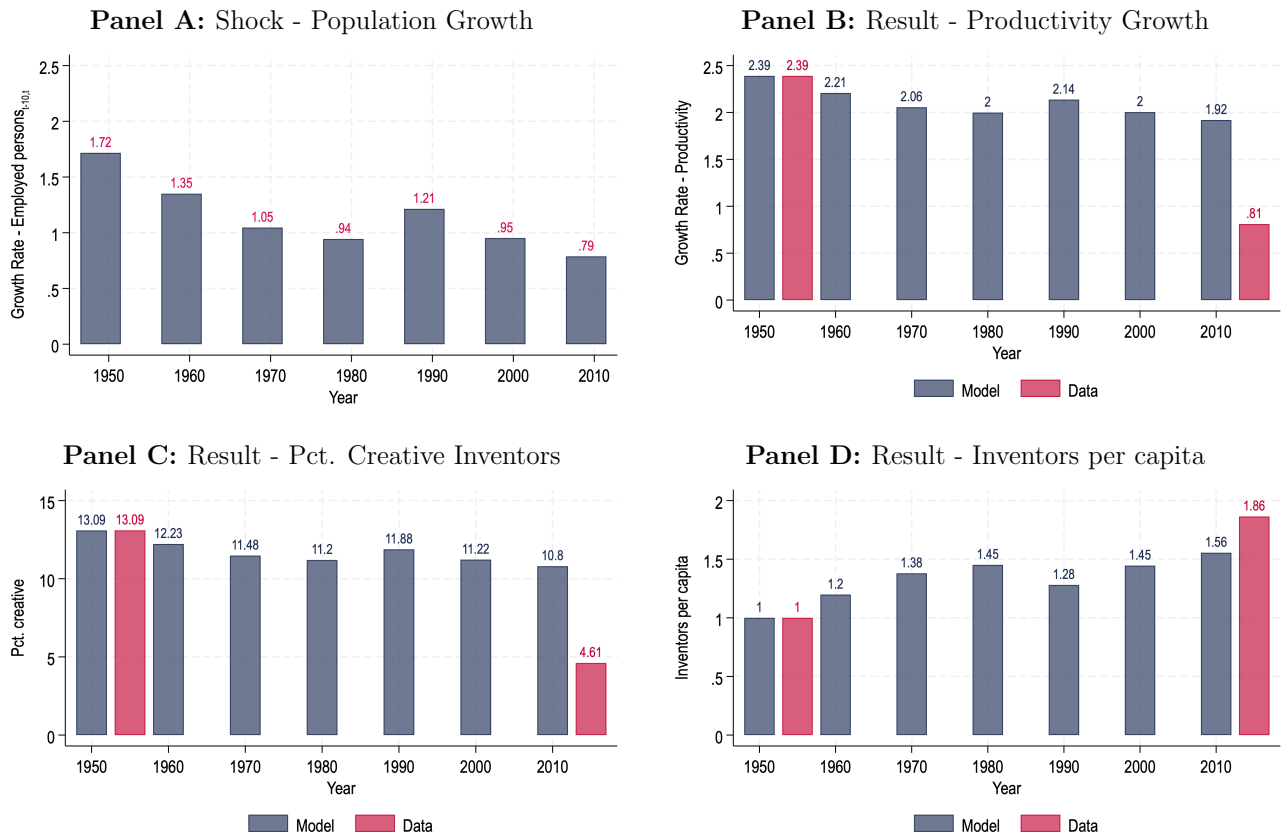 Panel A: Shock - Population Growth
Growth Rate - Employed persons t-10,t
2.5
2
1.5
1
.5
0
1.72
1.35
1.05
.94
1.21
.95
.79
1950 1960 1970 1980 1990 2000 2010
Year
Panel B: Result - Productivity Growth
Growth Rate - Productivity
2.5
2
1.5
1
.5
0
2.39 2.39 2.21 2.06 2 2.14 2 1.92 .81
1950 1960 1970 1980 1990 2000 2010
Year
Model Data
Panel C: Result - Pct. Creative Inventors
Pct. creative
15
10
5
0
13.09 13.09 12.23 11.48 11.2 11.88 11.22 10.8 4.61
1950 1960 1970 1980 1990 2000 2010
Year
Model Data
Panel D: Result - Inventors per capita
Inventors per capita
2
1.5
1
.5
0
1 1 1.2 1.38 1.45 1.28 1.45 1.56 1.86
1950 1960 1970 1980 1990 2000 2010
Year
Model Data